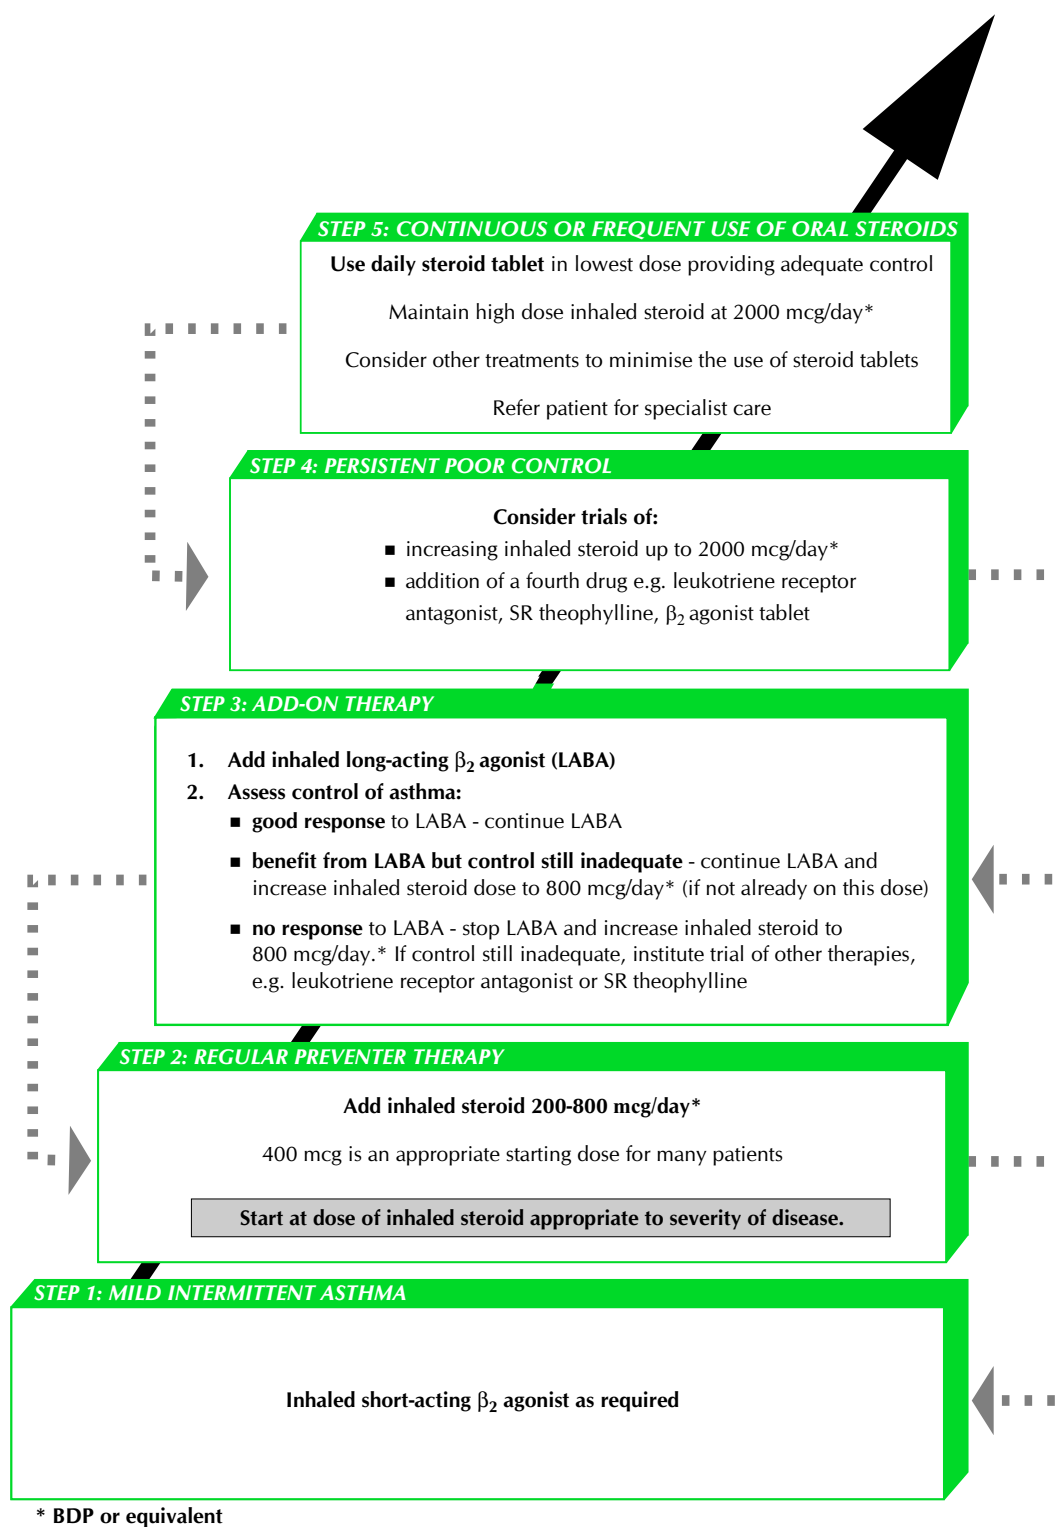 STEP 5: CONTINUOUS OR FREQUENT USE OF ORAL STEROIDS
Use daily steroid tablet in lowest dose providing adequate control
Maintain high dose inhaled steroid at 2000 mcg/day*
Consider other treatments to minimise the use of steroid tablets
Refer patient for specialist care
STEP 4: PERSISTENT POOR CONTROL
Consider trials of:
■ increasing inhaled steroid up to 2000 mcg/day*
■ addition of a fourth drug e.g. leukotriene receptor
antagonist, SR theophylline, β₂ agonist tablet
STEP 3: ADD-ON THERAPY
1. Add inhaled long-acting β₂ agonist (LABA)
2. Assess control of asthma:
■ good response to LABA - continue LABA
■ benefit from LABA but control still inadequate - continue LABA and
increase inhaled steroid dose to 800 mcg/day* (if not already on this dose)
■ no response to LABA - stop LABA and increase inhaled steroid to
800 mcg/day.* If control still inadequate, institute trial of other therapies,
e.g. leukotriene receptor antagonist or SR theophylline
STEP 2: REGULAR PREVENTER THERAPY
Add inhaled steroid 200-800 mcg/day*
400 mcg is an appropriate starting dose for many patients
Start at dose of inhaled steroid appropriate to severity of disease.
STEP 1: MILD INTERMITTENT ASTHMA
Inhaled short-acting β₂ agonist as required
* BDP or equivalent